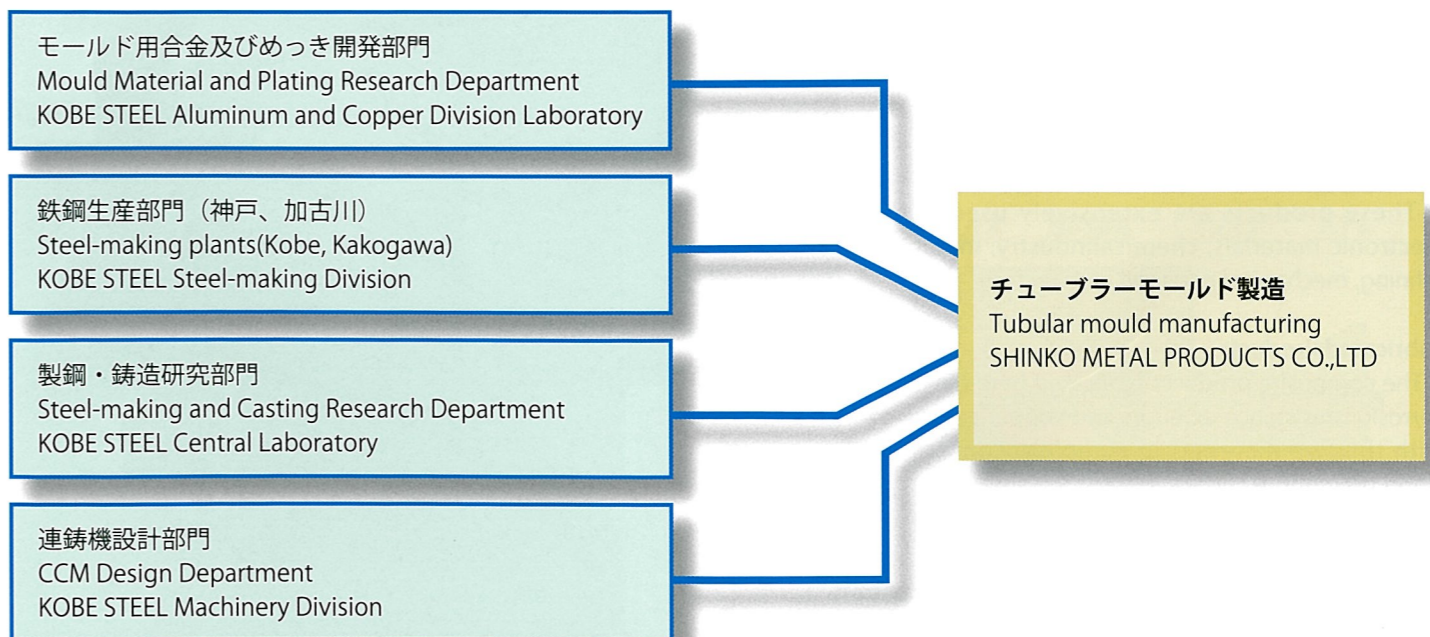 モールド用合金及びめっき開発部門
Mould Material and Plating Research Department
KOBE STEEL Aluminum and Copper Division Laboratory
鉄鋼生産部門（神戸、加古川）
Steel-making plants(Kobe, Kakogawa)
KOBE STEEL Steel-making Division
製鋼・鋳造研究部門
Steel-making and Casting Research Department
KOBE STEEL Central Laboratory
連鋳機設計部門
CCM Design Department
KOBE STEEL Machinery Division
チューブラーモールド製造
Tubular mould manufacturing
SHINKO METAL PRODUCTS CO.,LTD